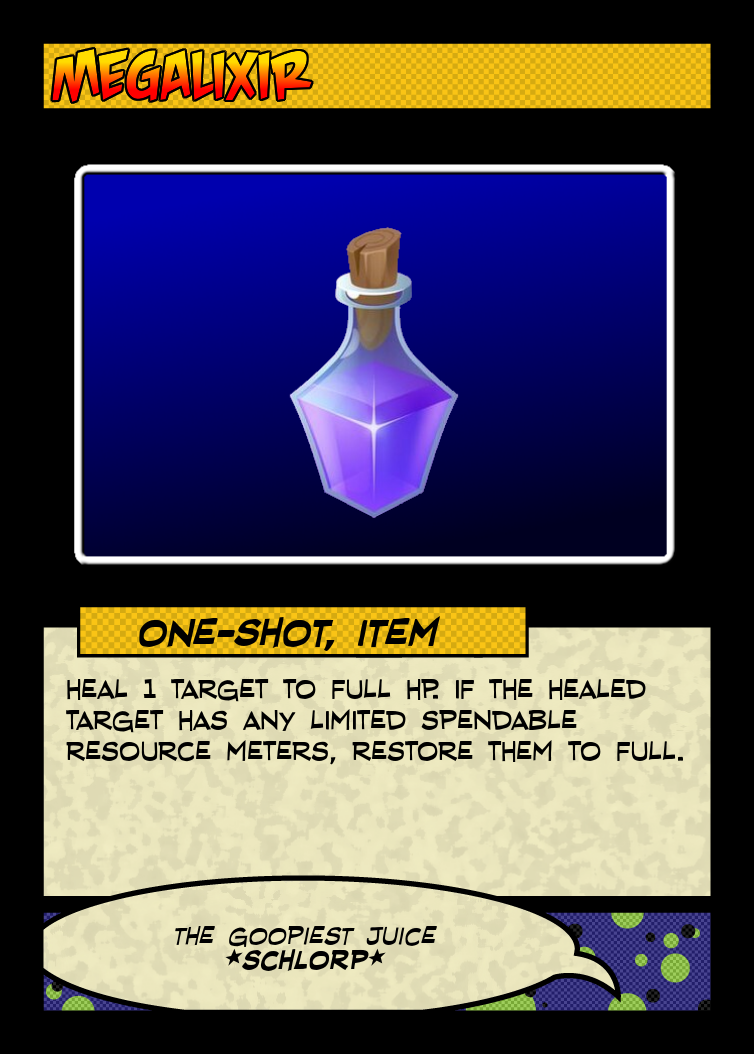 MEGALIXIR
ONE-SHOT, ITEM
HEAL 1 TARGET TO FULL HP. IF THE HEALED
TARGET HAS ANY LIMITED SPENDABLE
RESOURCE METERS, RESTORE THEM TO FULL.
THE GOOPIEST JUICE
★SCHLORP★